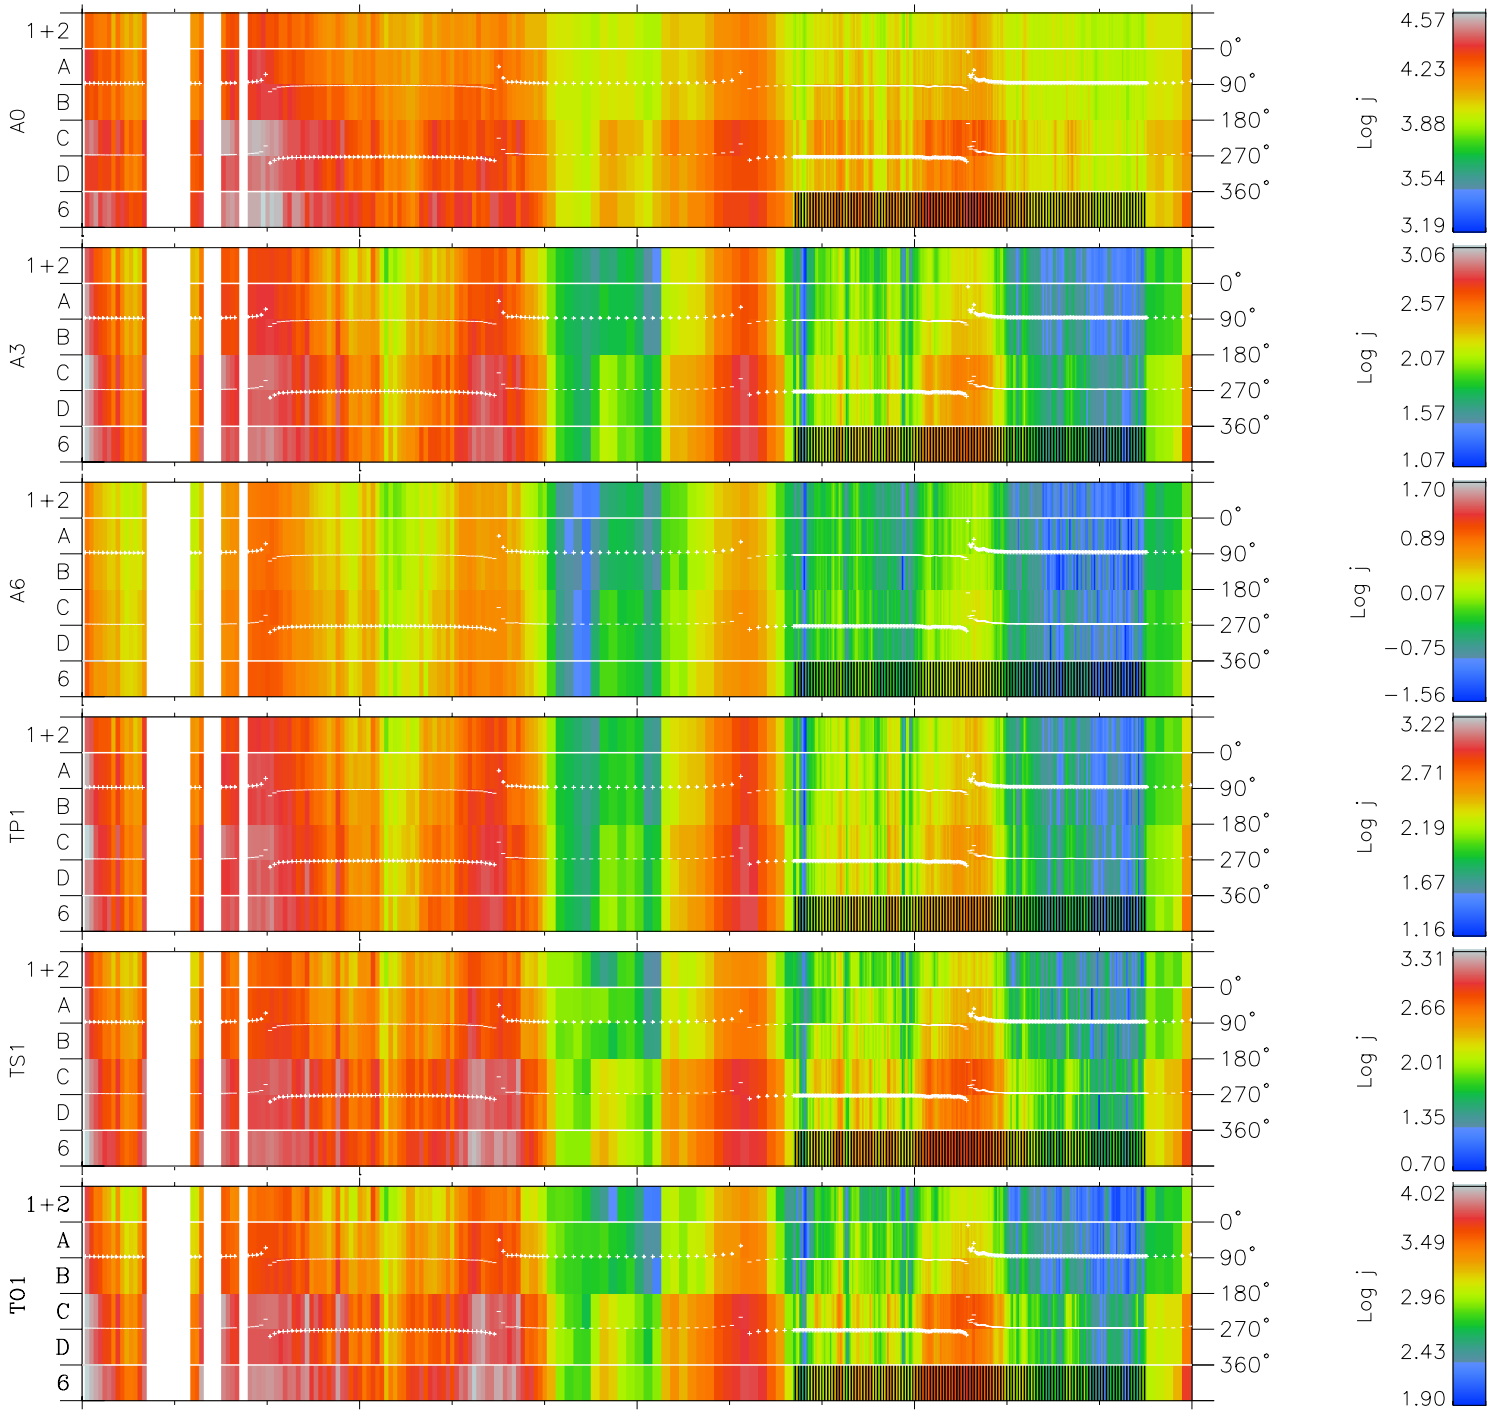 A0
1+2
A
B
C
D
6
0°
90°
180°
270°
360°
Log j
4.57
4.23
3.88
3.54
3.19
A3
1+2
A
B
C
D
6
0°
90°
180°
270°
360°
Log j
3.06
2.57
2.07
1.57
1.07
A6
1+2
A
B
C
D
6
0°
90°
180°
270°
360°
Log j
1.70
0.89
0.07
−0.75
−1.56
TP1
1+2
A
B
C
D
6
0°
90°
180°
270°
360°
Log j
3.22
2.71
2.19
1.67
1.16
TS1
1+2
A
B
C
D
6
0°
90°
180°
270°
360°
Log j
3.31
2.66
2.01
1.35
0.70
TO1
1+2
A
B
C
D
6
0°
90°
180°
270°
360°
Log j
4.02
3.49
2.96
2.43
1.90